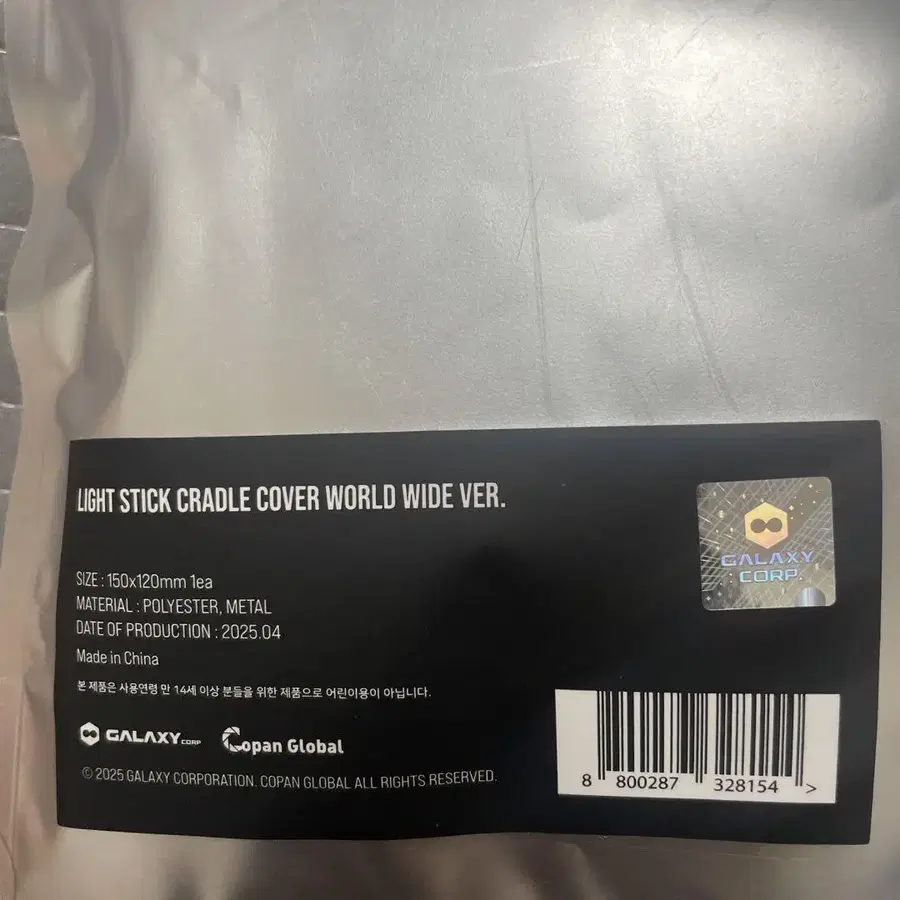 LIGHT STICK CRADLE COVER WORLD WIDE VER.
GALAXY
CORP.
SIZE : 150x120mm 1ea
MATERIAL : POLYESTER, METAL
DATE OF PRODUCTION : 2025.04
Made in China
본 제품은 사용연령 만 14세 이상 분들을 위한 제품으로 어린이용이 아닙니다.
GALAXY CORP
Copan Global
© 2025 GALAXY CORPORATION. COPAN GLOBAL ALL RIGHTS RESERVED.
8 800287 328154 >